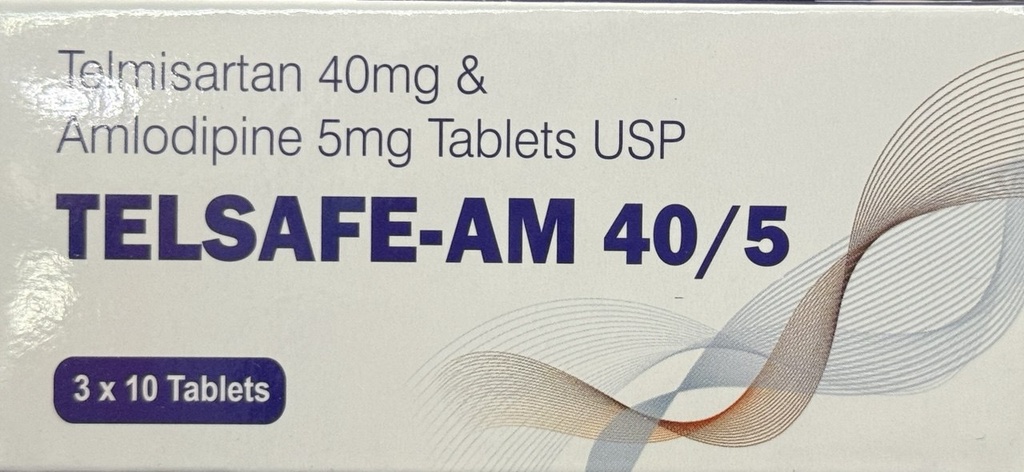 Telmisartan 40mg &
Amlodipine 5mg Tablets USP
TELSAFE-AM 40/5
3 x 10 Tablets